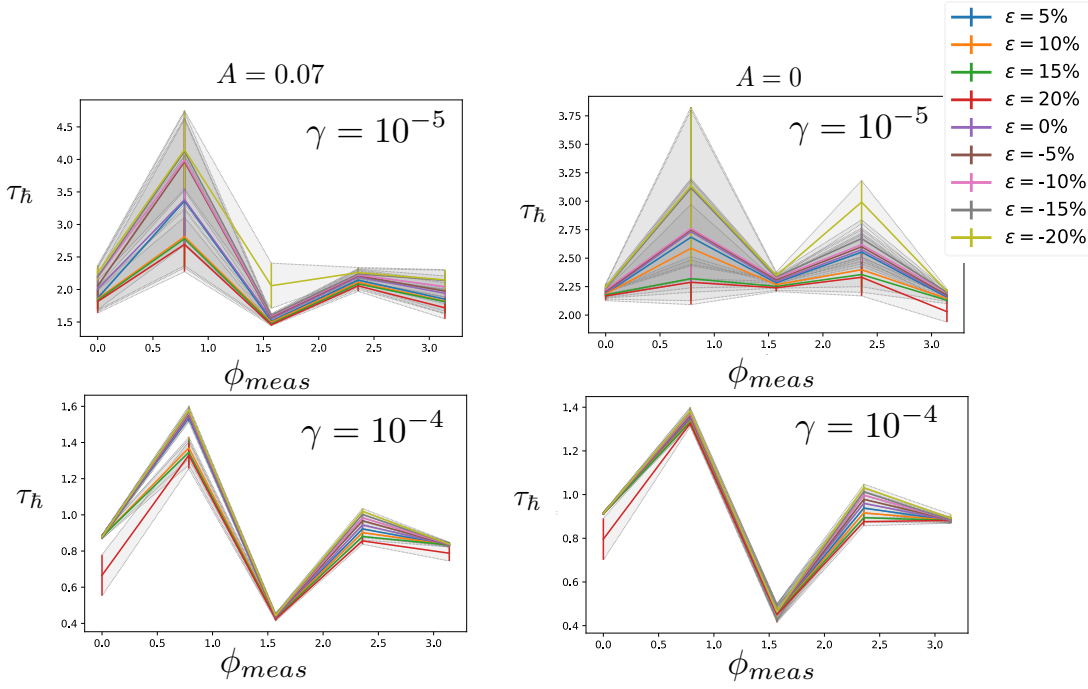 ε = 5%
ε = 10%
ε = 15%
ε = 20%
ε = 0%
ε = -5%
ε = -10%
ε = -15%
ε = -20%
A = 0.07
A = 0
γ = 10⁻⁵
4.5
4.0
3.5
3.0
2.5
2.0
1.5
τ_ħ
0.0 0.5 1.0 1.5 2.0 2.5 3.0
ϕ_meas
γ = 10⁻⁵
3.75
3.50
3.25
3.00
2.75
2.50
2.25
2.00
τ_ħ
0.0 0.5 1.0 1.5 2.0 2.5 3.0
ϕ_meas
γ = 10⁻⁴
1.6
1.4
1.2
1.0
0.8
0.6
0.4
τ_ħ
0.0 0.5 1.0 1.5 2.0 2.5 3.0
ϕ_meas
γ = 10⁻⁴
1.4
1.2
1.0
0.8
0.6
0.4
τ_ħ
0.0 0.5 1.0 1.5 2.0 2.5 3.0
ϕ_meas